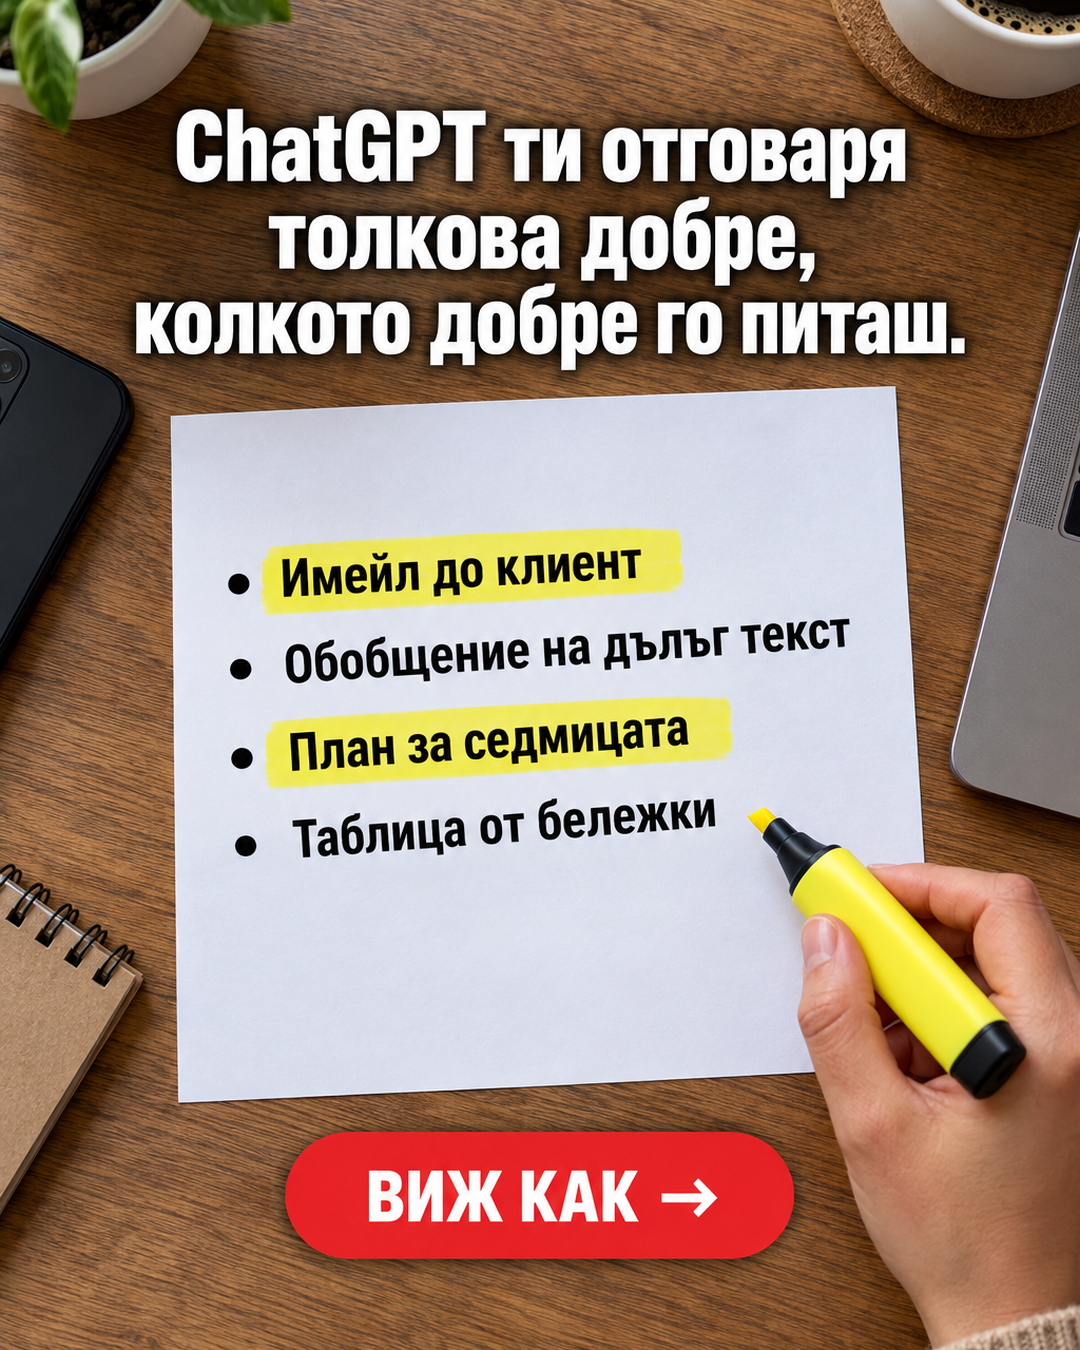 ChatGPT ти отговаря
толкова добре,
колкото добре го питаш.
• Имейл до клиент
• Обобщение на дълъг текст
• План за седмицата
• Таблица от бележки
ВИЖ КАК →